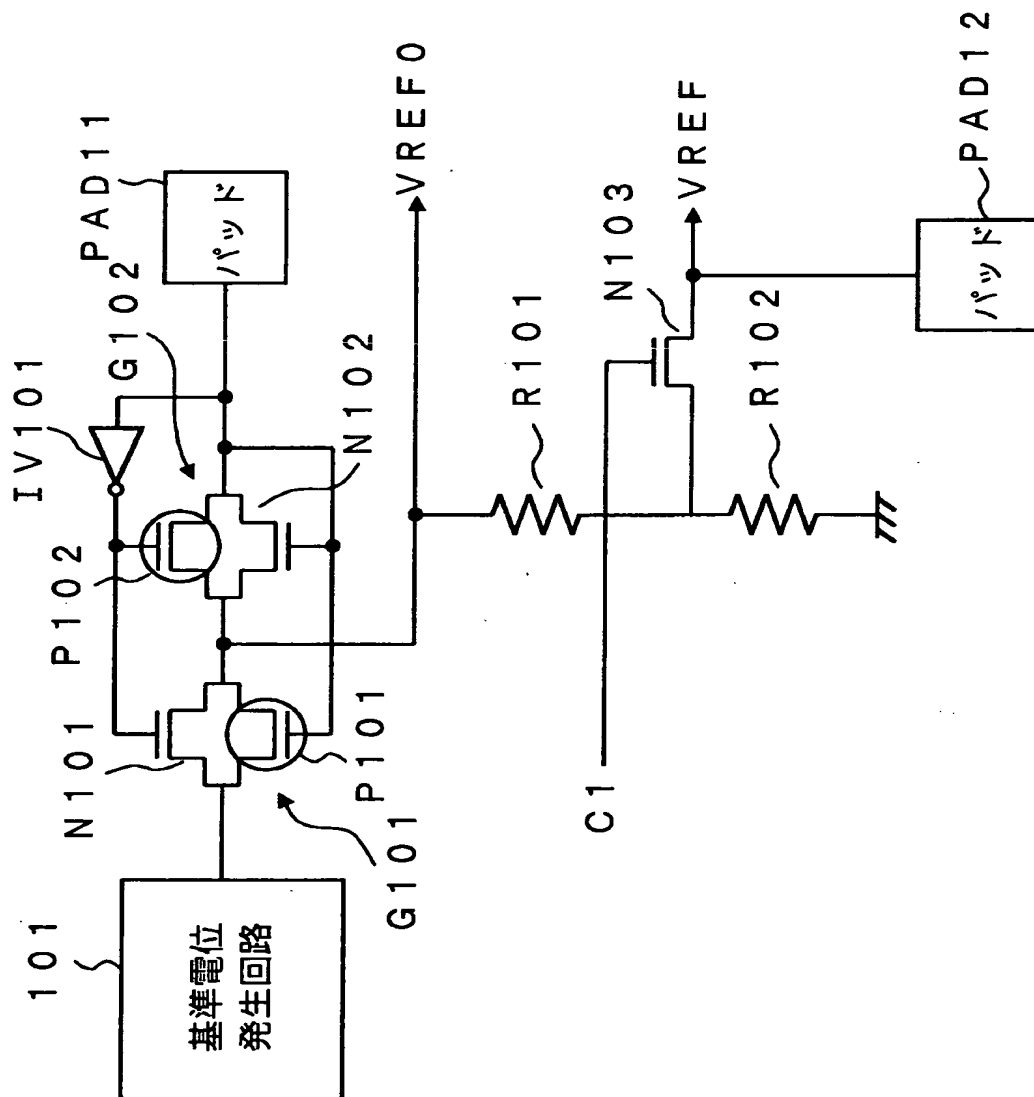 101
基準電位
発生回路
N101
P101
G101
P102
IV101
G102
N102
PAD11
パッド
VREF0
C1
R101
N103
VREF
R102
PAD12
パッド